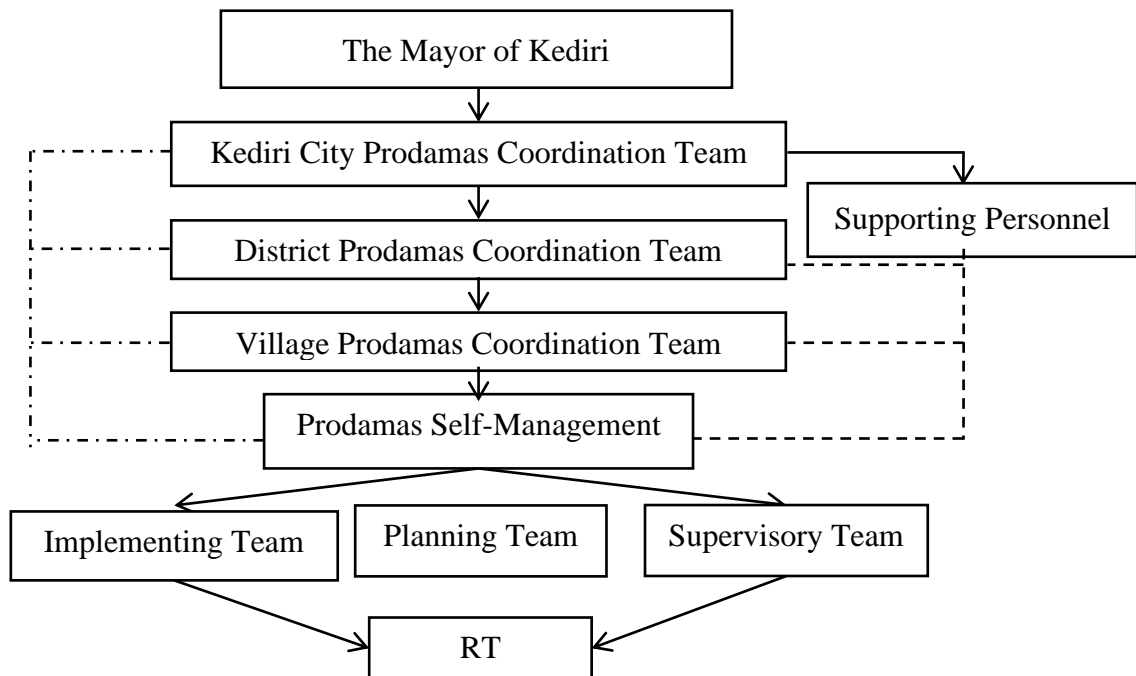 The Mayor of Kediri
Kediri City Prodamas Coordination Team
Supporting Personnel
District Prodamas Coordination Team
Village Prodamas Coordination Team
Prodamas Self-Management
Implementing Team
Planning Team
Supervisory Team
RT